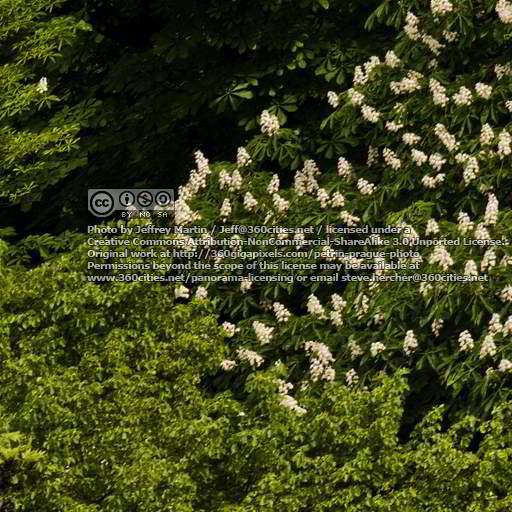 cc
BY NC SA
Photo by Jeffrey Martin / Jeff@360cities.net / licensed under a
Creative Commons Attribution-NonCommercial-ShareAlike 3.0 Unported License.
Original work at http://360gigapixels.com/petrin-prague-photo
Permissions beyond the scope of this license may be available at
www.360cities.net/panorama-licensing or email steve.hercher@360cities.net